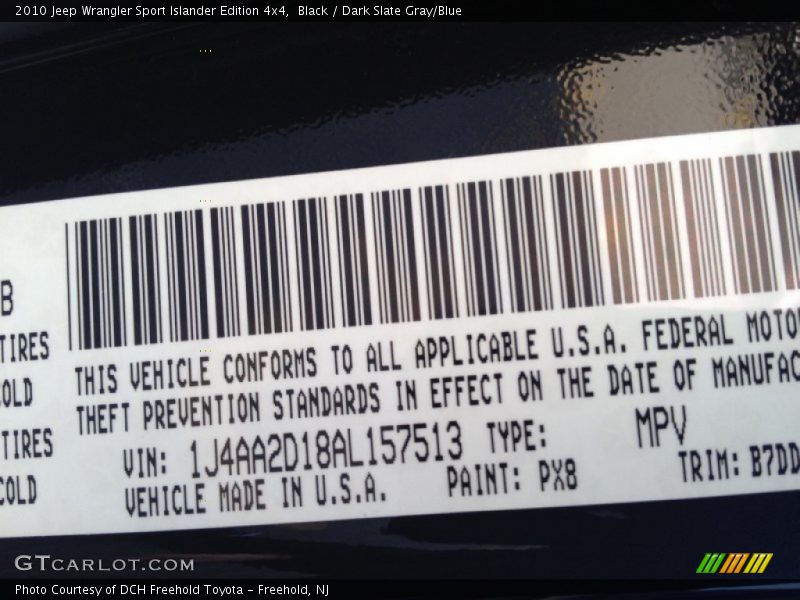 2010 Jeep Wrangler Sport Islander Edition 4x4,  Black / Dark Slate Gray/Blue
B
TIRES
COLD
TIRES
COLD
THIS VEHICLE CONFORMS TO ALL APPLICABLE U.S.A. FEDERAL MOTO
THEFT PREVENTION STANDARDS IN EFFECT ON THE DATE OF MANUFAC
VIN: 1J4AA2D18AL157513 TYPE: MPV
VEHICLE MADE IN U.S.A. PAINT: PX8 TRIM: B7DD
GTCARLOT.COM
Photo Courtesy of DCH Freehold Toyota - Freehold, NJ